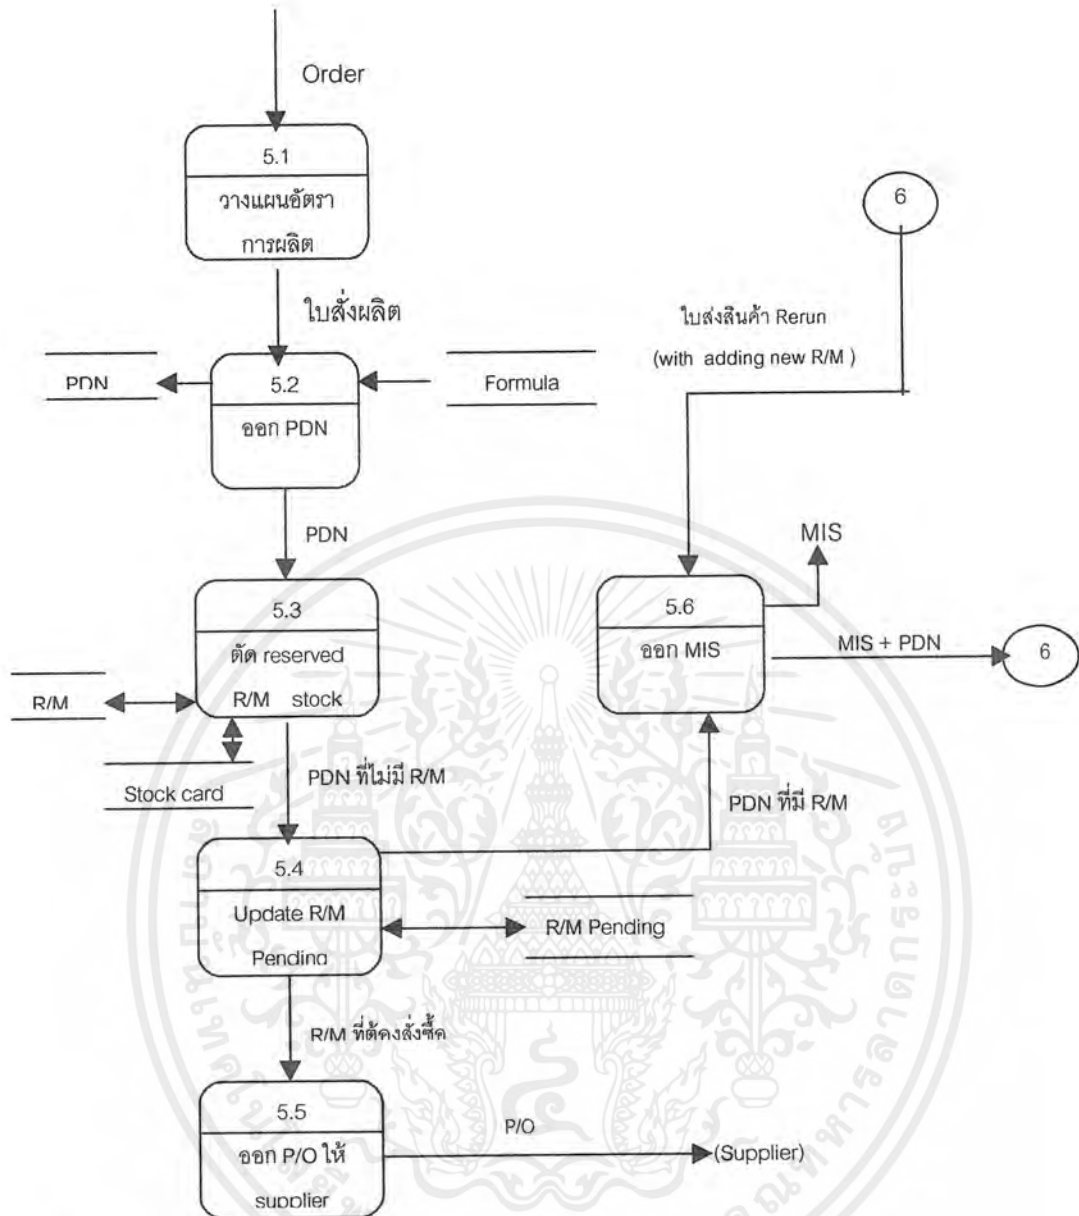 Order
5.1
วางแผนอัตรา
การผลิต
ใบสั่งผลิต
PDN
5.2
ออก PDN
Formula
6
ใบส่งสินค้า Rerun
(with adding new R/M )
PDN
5.3
ตัด reserved
R/M stock
R/M
Stock card
MIS
5.6
ออก MIS
MIS + PDN
6
PDN ที่ไม่มี R/M
PDN ที่มี R/M
5.4
Update R/M
Pending
R/M Pending
R/M ที่ต้องสั่งซื้อ
5.5
ออก P/O ให้
supplier
P/O
(Supplier)